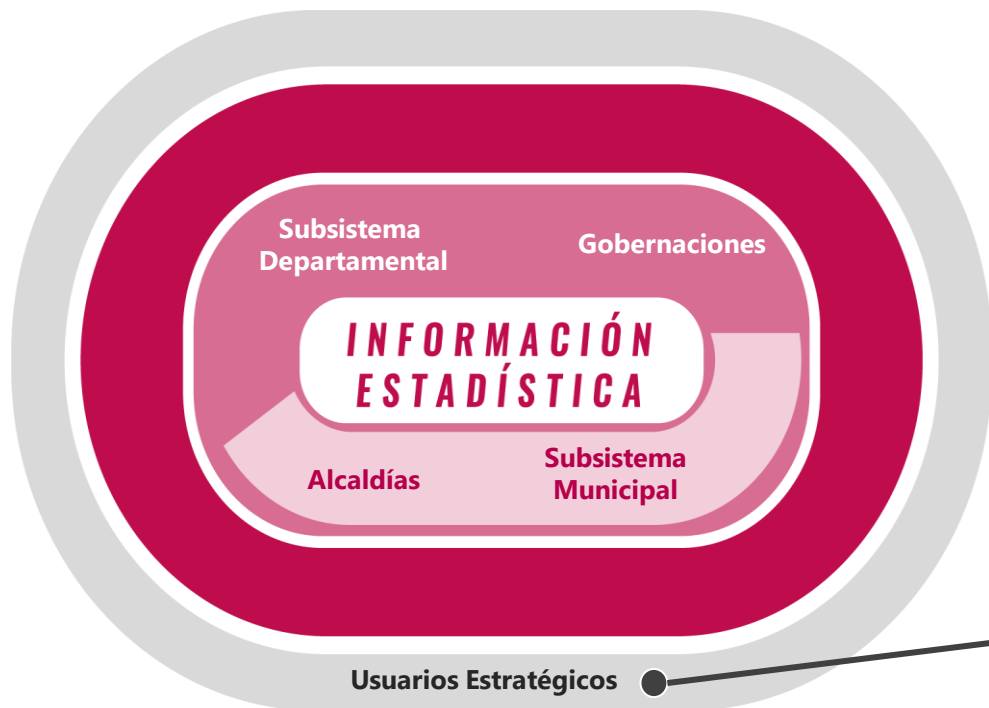 Subsistema
Departamental
Gobernaciones
INFORMACIÓN
ESTADÍSTICA
Alcaldías
Subsistema
Municipal
Usuarios Estratégicos